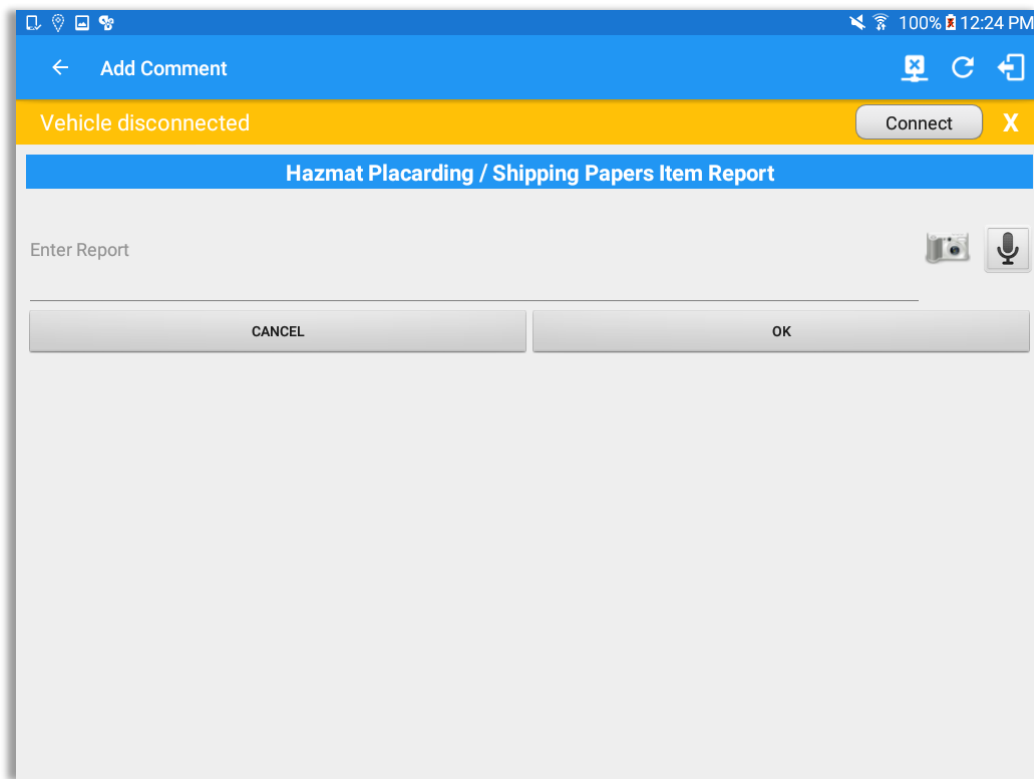 100% 12:24 PM
Add Comment
Vehicle disconnected Connect X
Hazmat Placarding / Shipping Papers Item Report
Enter Report
CANCEL OK